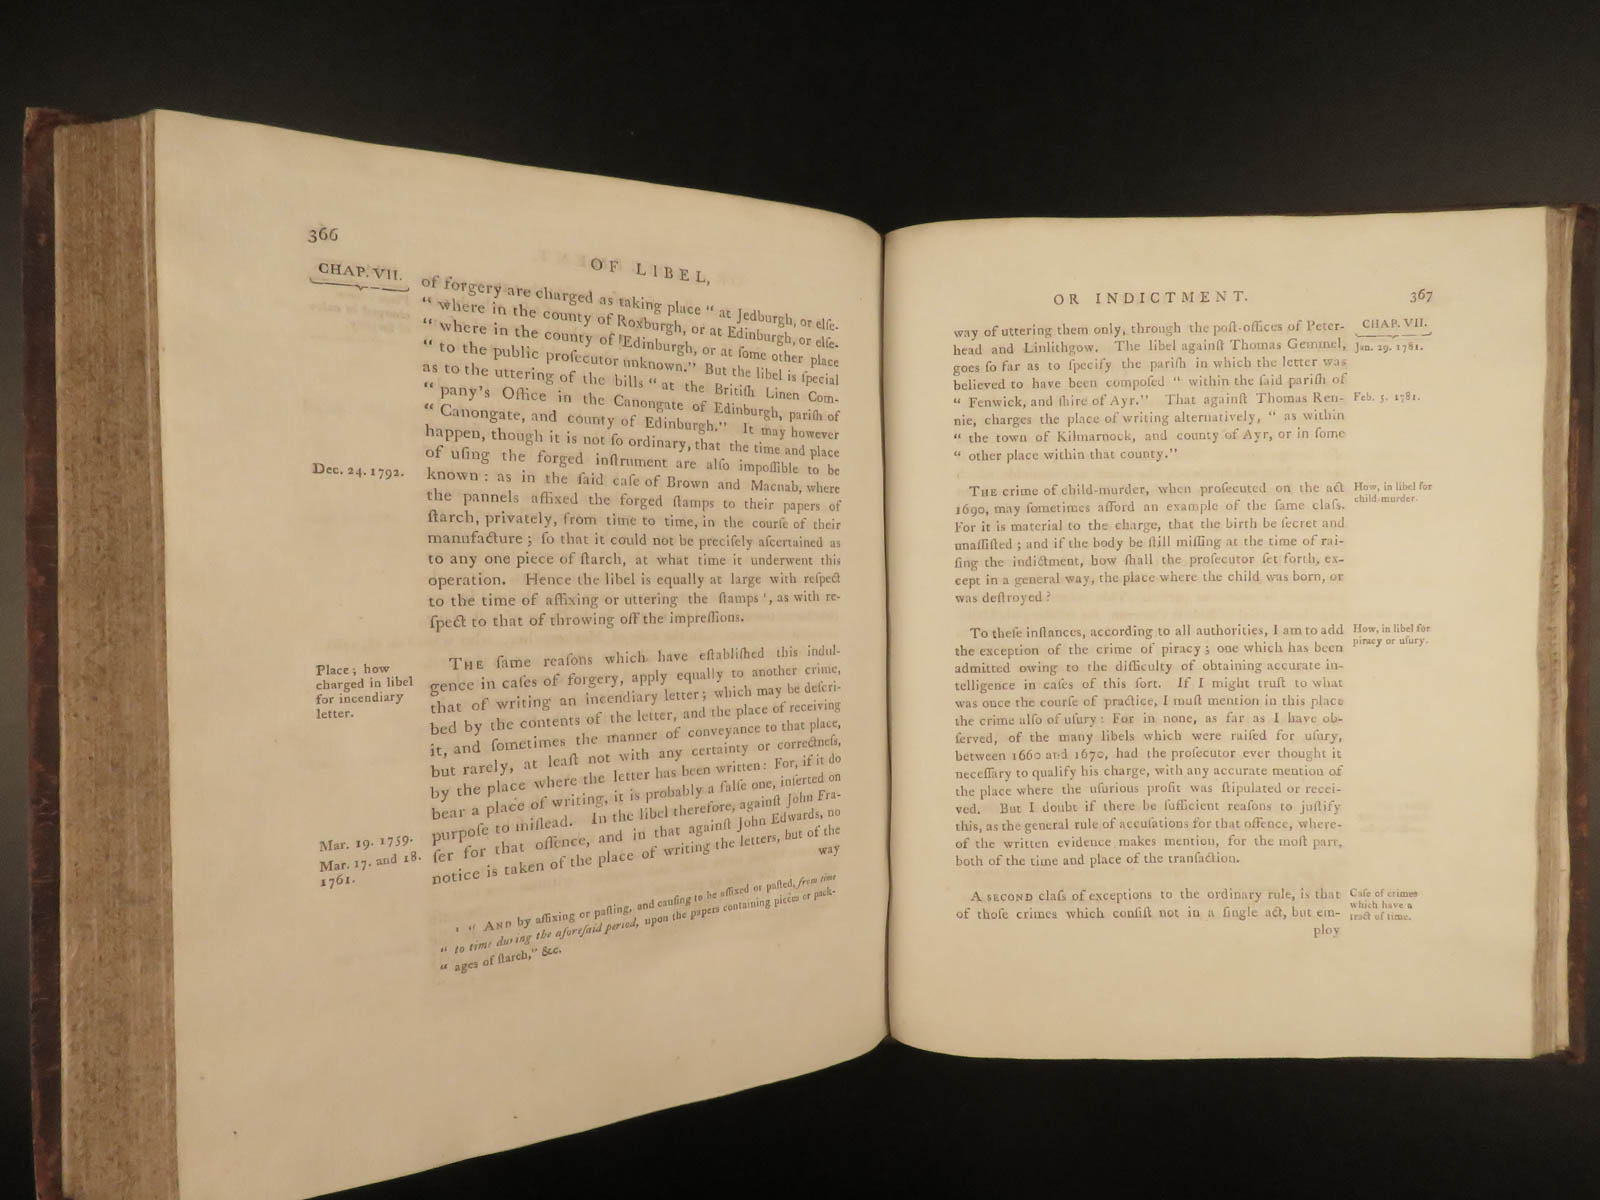 366
OF LIBEL,
CHAP. VII.
of forgery are charged as taking place “ at Jedburgh, or elſe-
“ where in the county of Roxburgh, or at Edinburgh, or elſe-
“ where in the county of Edinburgh, or at ſome other place
“ to the public proſecutor unknown.” But the libel is ſpecial
as to the uttering of the bills “ at the Britiſh Linen Com-
“ pany’s Office in the Canongate of Edinburgh, pariſh of
“ Canongate, and county of Edinburgh.” It may however
happen, though it is not ſo ordinary, that the time and place
of uſing the forged inſtrument are alſo impoſſible to be
Dec. 24. 1792.
known : as in the ſaid caſe of Brown and Macnab, where
the pannels affixed the forged ſtamps to their papers of
ſtarch, privately, from time to time, in the courſe of their
manufacture ; ſo that it could not be preciſely aſcertained as
to any one piece of ſtarch, at what time it underwent this
operation. Hence the libel is equally at large with reſpect
to the time of affixing or uttering the ſtamps ¹, as with re-
ſpect to that of throwing off the impreſſions.
Place ; how
charged in libel
for incendiary
letter.
THE ſame reaſons which have eſtabliſhed this indul-
gence in caſes of forgery, apply equally to another crime,
that of writing an incendiary letter ; which may be deſcri-
bed by the contents of the letter, and the place of receiving
it, and ſometimes the manner of conveyance to that place,
but rarely, at leaſt not with any certainty or correctneſs,
by the place where the letter has been written : For, if it do
bear a place of writing, it is probably a falſe one, inſerted on
purpoſe to miſlead. In the libel therefore, againſt John Fra-
Mar. 19. 1759.
ſer for that offence, and in that againſt John Edwards, no
Mar. 17. and 18.
1761.
notice is taken of the place of writing the letters, but of the
way
¹ “ AND by affixing or paſting, and cauſing to be affixed or paſted, from time
“ to time during the aforeſaid period, upon the papers containing pieces or pack-
“ ages of ſtarch,” &c.
OR INDICTMENT.
367
CHAP. VII.
way of uttering them only, through the poſt-offices of Peter-
head and Linlithgow. The libel againſt Thomas Gemmel,
Jan. 29. 1781.
goes ſo far as to ſpecify the pariſh in which the letter was
believed to have been compoſed “ within the ſaid pariſh of
“ Fenwick, and ſhire of Ayr.” That againſt Thomas Ren-
Feb. 5. 1781.
nie, charges the place of writing alternatively, “ as within
“ the town of Kilmarnock, and county of Ayr, or in ſome
“ other place within that county.”
THE crime of child-murder, when proſecuted on the act
How, in libel for
child-murder.
1690, may ſometimes afford an example of the ſame claſs.
For it is material to the charge, that the birth be ſecret and
unaſſiſted ; and if the body be ſtill miſſing at the time of rai-
ſing the indictment, how ſhall the proſecutor ſet forth, ex-
cept in a general way, the place where the child was born, or
was deſtroyed ?
To theſe inſtances, according to all authorities, I am to add
How, in libel for
piracy or uſury.
the exception of the crime of piracy ; one which has been
admitted owing to the difficulty of obtaining accurate in-
telligence in caſes of this ſort. If I might truſt to what
was once the courſe of practice, I muſt mention in this place
the crime alſo of uſury : For in none, as far as I have ob-
ſerved, of the many libels which were raiſed for uſury,
between 1660 and 1670, had the proſecutor ever thought it
neceſſary to qualify his charge, with any accurate mention of
the place where the uſurious profit was ſtipulated or recei-
ved. But I doubt if there be ſufficient reaſons to juſtify
this, as the general rule of accuſations for that offence, where-
of the written evidence makes mention, for the moſt part,
both of the time and place of the tranſaction.
A SECOND claſs of exceptions to the ordinary rule, is that
Caſe of crimes
which have a
tract of time.
of thoſe crimes which conſiſt not in a ſingle act, but em-
ploy